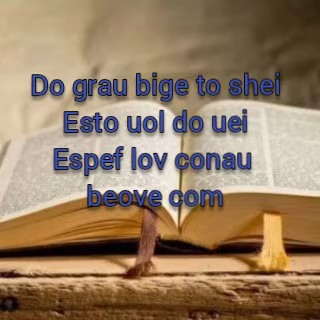 Do grau bige to shei
Esto uol do uei
Espef lov conau
beove com